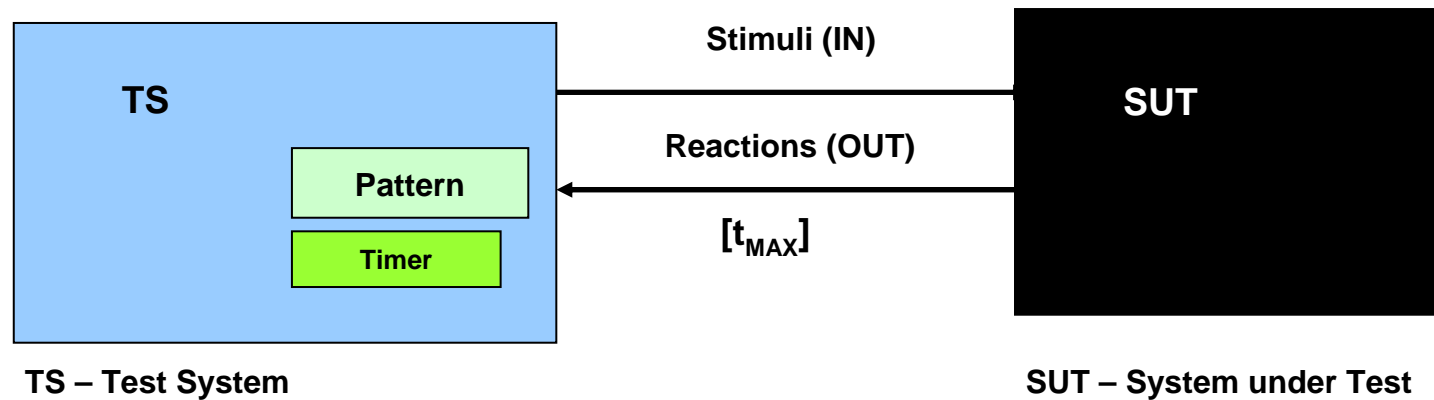 Stimuli (IN)
TS
SUT
Reactions (OUT)
Pattern
[tMAX]
Timer
TS – Test System
SUT – System under Test